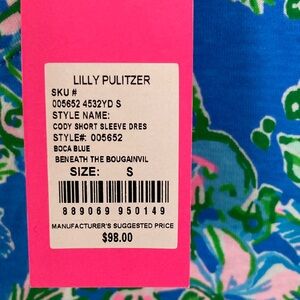 LILLY PULITZER
SKU #
005652 4532YD S
STYLE NAME:
CODY SHORT SLEEVE DRES
STYLE#: 005652
BOCA BLUE
BENEATH THE BOUGAINVIL
SIZE: S
889069 950149
MANUFACTURER'S SUGGESTED PRICE
$98.00